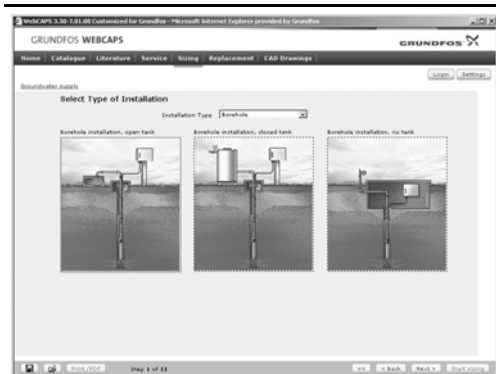 WebCAPS 3.30-7.01.00 Customized for Grundfos - Microsoft Internet Explorer provided by Grundfos
GRUNDFOS WEBCAPS
GRUNDFOS
Home Catalogue Literature Service Sizing Replacement CAD Drawings
Login Settings
Groundwater supply
Select Type of Installation
Installation Type Borehole
Borehole installation, open tank Borehole installation, closed tank Borehole installation, no tank
Print/PDF Step 1 of 11 << < Back Next > Start sizing